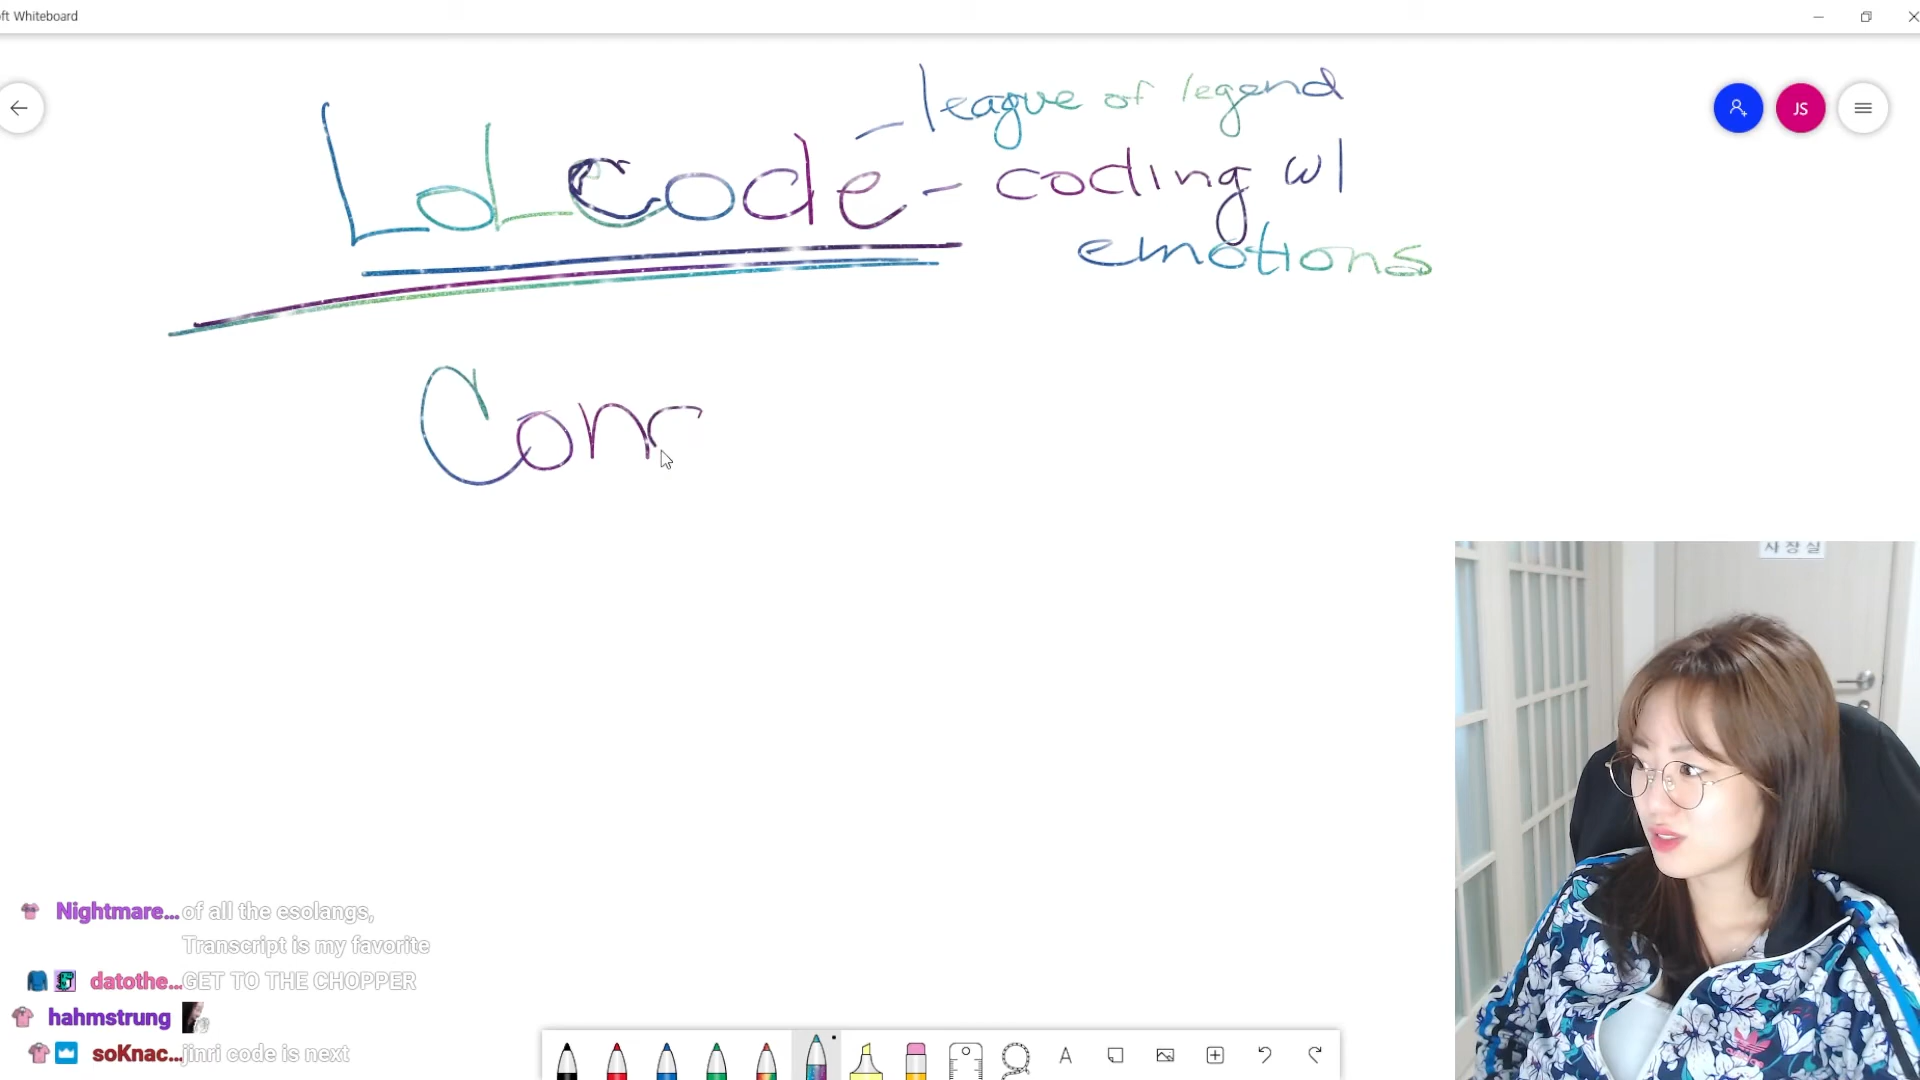 ft Whiteboard
JS
league of legend
LoLcode
- coding w/
emotions
Conc
사장실
Nightmare... of all the esolangs,
Transcript is my favorite
datothe... GET TO THE CHOPPER
hahmstrung
soKnac... jinri code is next
A